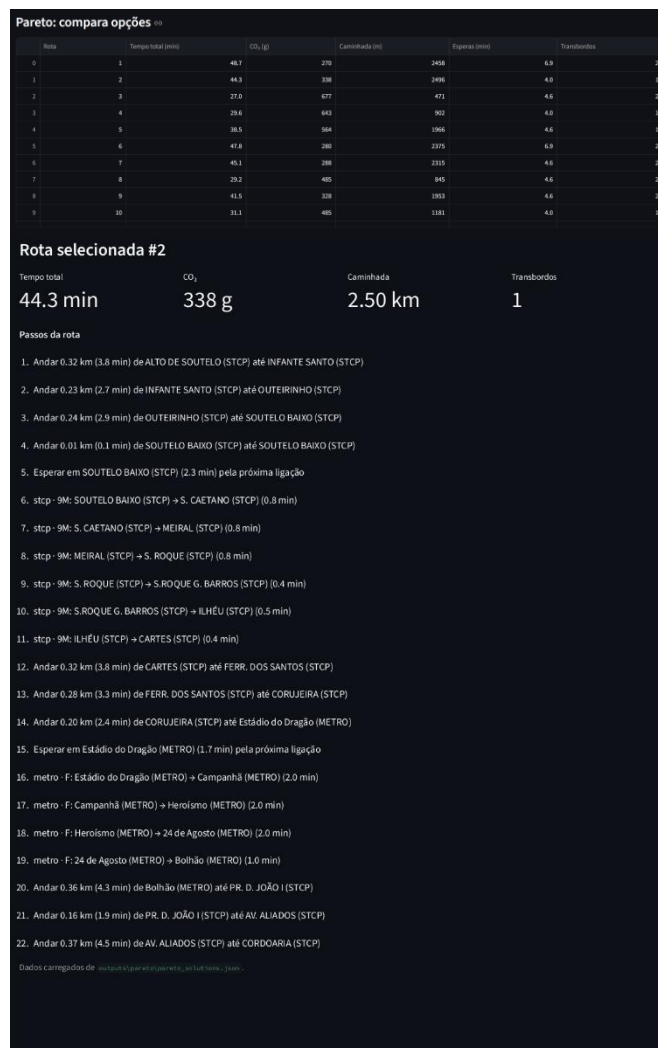 Pareto: compara opções
Rota Tempo total (min) CO₂ (g) Caminhada (m) Esperas (min) Transbordos
0 1 48.7 270 2458 6.9 2
1 2 44.3 338 2496 4.0 1
2 3 27.0 677 471 4.6 2
3 4 29.6 643 902 4.0 1
4 5 38.5 564 1966 4.6 1
5 6 47.8 280 2375 6.9 2
6 7 45.1 288 2315 4.6 2
7 8 29.2 485 845 4.6 2
8 9 41.5 328 1953 4.6 2
9 10 31.1 485 1181 4.0 1
Rota selecionada #2
Tempo total CO₂ Caminhada Transbordos
44.3 min 338 g 2.50 km 1
Passos da rota
1. Andar 0.32 km (3.8 min) de ALTO DE SOUTELO (STCP) até INFANTE SANTO (STCP)
2. Andar 0.23 km (2.7 min) de INFANTE SANTO (STCP) até OUTEIRINHO (STCP)
3. Andar 0.24 km (2.9 min) de OUTEIRINHO (STCP) até SOUTELO BAIXO (STCP)
4. Andar 0.01 km (0.1 min) de SOUTELO BAIXO (STCP) até SOUTELO BAIXO (STCP)
5. Esperar em SOUTELO BAIXO (STCP) (2.3 min) pela próxima ligação
6. stcp · 9M: SOUTELO BAIXO (STCP) → S. CAETANO (STCP) (0.8 min)
7. stcp · 9M: S. CAETANO (STCP) → MEIRAL (STCP) (0.8 min)
8. stcp · 9M: MEIRAL (STCP) → S. ROQUE (STCP) (0.8 min)
9. stcp · 9M: S. ROQUE (STCP) → S.ROQUE G. BARROS (STCP) (0.4 min)
10. stcp · 9M: S.ROQUE G. BARROS (STCP) → ILHÉU (STCP) (0.5 min)
11. stcp · 9M: ILHÉU (STCP) → CARTES (STCP) (0.4 min)
12. Andar 0.32 km (3.8 min) de CARTES (STCP) até FERR. DOS SANTOS (STCP)
13. Andar 0.28 km (3.3 min) de FERR. DOS SANTOS (STCP) até CORUJEIRA (STCP)
14. Andar 0.20 km (2.4 min) de CORUJEIRA (STCP) até Estádio do Dragão (METRO)
15. Esperar em Estádio do Dragão (METRO) (1.7 min) pela próxima ligação
16. metro · F: Estádio do Dragão (METRO) → Campanhã (METRO) (2.0 min)
17. metro · F: Campanhã (METRO) → Heroísmo (METRO) (2.0 min)
18. metro · F: Heroísmo (METRO) → 24 de Agosto (METRO) (2.0 min)
19. metro · F: 24 de Agosto (METRO) → Bolhão (METRO) (1.0 min)
20. Andar 0.36 km (4.3 min) de Bolhão (METRO) até PR. D. JOÃO I (STCP)
21. Andar 0.16 km (1.9 min) de PR. D. JOÃO I (STCP) até AV. ALIADOS (STCP)
22. Andar 0.37 km (4.5 min) de AV. ALIADOS (STCP) até CORDOARIA (STCP)
Dados carregados de outputs\pareto\pareto_solutions.json.